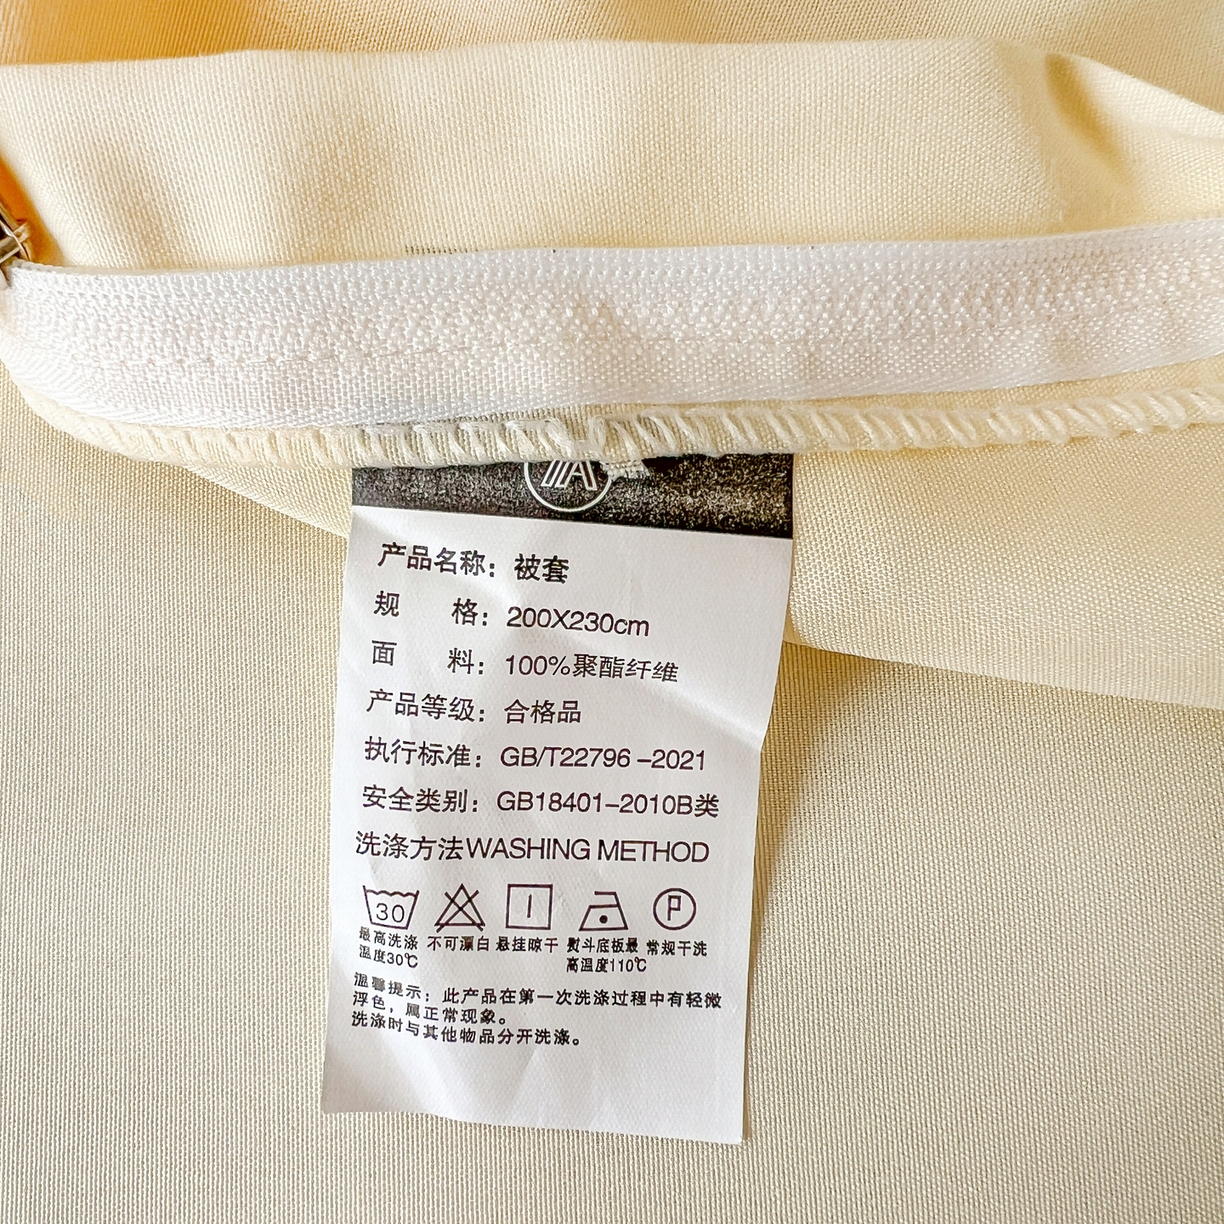 产品名称：被套
规 格：200X230cm
面 料：100%聚酯纤维
产品等级：合格品
执行标准：GB/T22796-2021
安全类别：GB18401-2010B类
洗涤方法WASHING METHOD
30 P
最高洗涤 不可漂白 悬挂晾干 熨斗底板最 常规干洗
温度30℃ 高温度110℃
温馨提示：此产品在第一次洗涤过程中有轻微
浮色，属正常现象。
洗涤时与其他物品分开洗涤。